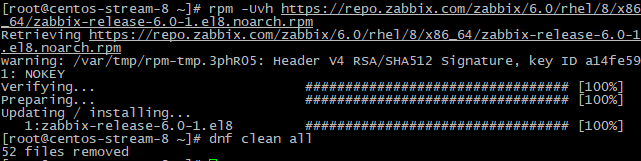 [root@centos-stream-8 ~]# rpm -Uvh https://repo.zabbix.com/zabbix/6.0/rhel/8/x86
_64/zabbix-release-6.0-1.el8.noarch.rpm
Retrieving https://repo.zabbix.com/zabbix/6.0/rhel/8/x86_64/zabbix-release-6.0-1
.el8.noarch.rpm
warning: /var/tmp/rpm-tmp.3phR05: Header V4 RSA/SHA512 Signature, key ID a14fe59
1: NOKEY
Verifying... ################################# [100%]
Preparing... ################################# [100%]
Updating / installing...
1:zabbix-release-6.0-1.el8 ################################# [100%]
[root@centos-stream-8 ~]# dnf clean all
52 files removed